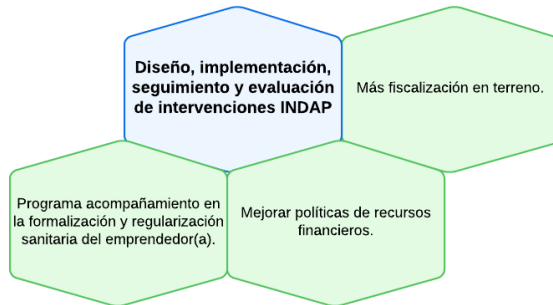 Diseño, implementación,
seguimiento y evaluación
de intervenciones INDAP
Más fiscalización en terreno.
Programa acompañamiento en
la formalización y regularización
sanitaria del emprendedor(a).
Mejorar políticas de recursos
financieros.